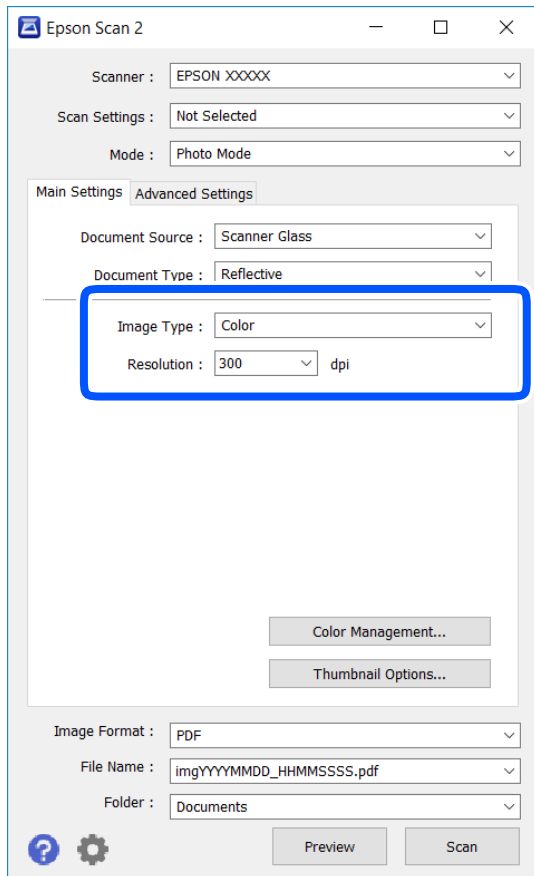 Epson Scan 2
Scanner : EPSON XXXXX
Scan Settings : Not Selected
Mode : Photo Mode
Main Settings Advanced Settings
Document Source : Scanner Glass
Document Type : Reflective
Image Type : Color
Resolution : 300 dpi
Color Management...
Thumbnail Options...
Image Format : PDF
File Name : imgYYYYMMDD_HHMMSSSS.pdf
Folder : Documents
? Preview Scan